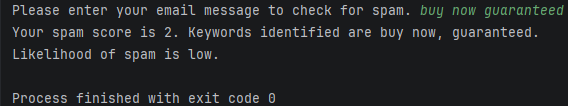 Please enter your email message to check for spam. buy now guaranteed
Your spam score is 2. Keywords identified are buy now, guaranteed.
Likelihood of spam is low.
Process finished with exit code 0